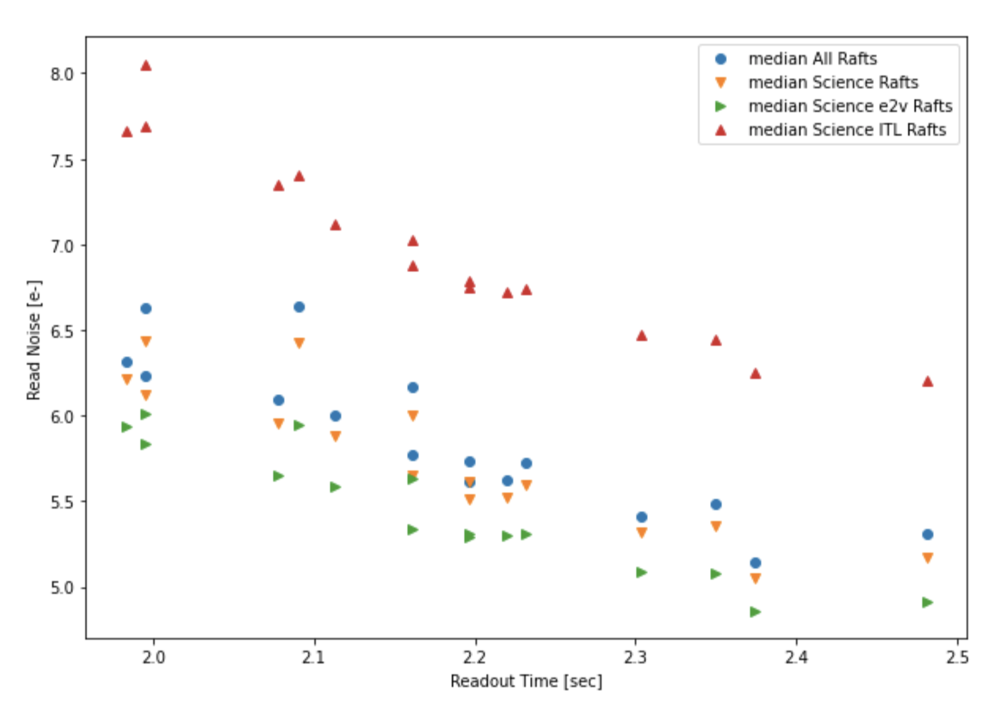 median All Rafts
median Science Rafts
median Science e2v Rafts
median Science ITL Rafts
8.0
7.5
7.0
6.5
6.0
5.5
5.0
Read Noise [e-]
2.0 2.1 2.2 2.3 2.4 2.5
Readout Time [sec]